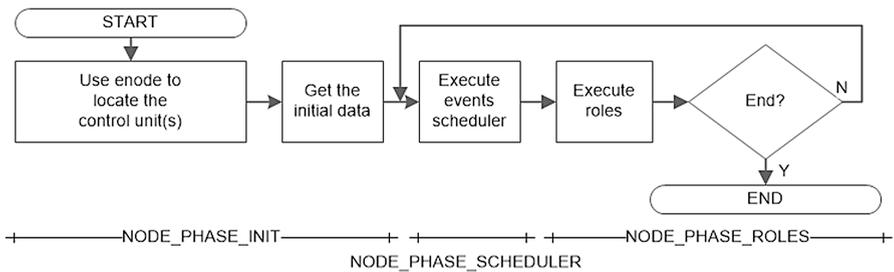 START
Use enode to
locate the
control unit(s)
Get the
initial data
Execute
events
scheduler
Execute
roles
End?
N
Y
END
NODE_PHASE_INIT
NODE_PHASE_SCHEDULER
NODE_PHASE_ROLES